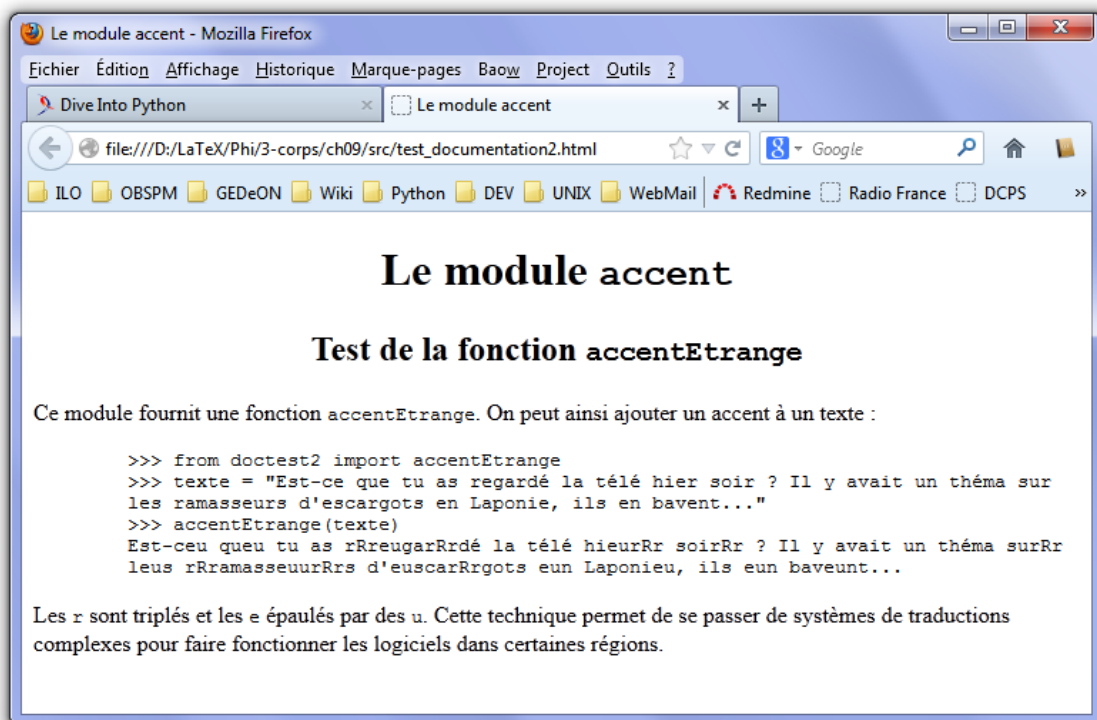 Le module accent - Mozilla Firefox
Fichier Édition Affichage Historique Marque-pages Baow Project Outils ?
Dive Into Python
Le module accent
file:///D:/LaTeX/Phi/3-corps/ch09/src/test_documentation2.html
8 Google
ILO OBSPM GEDeON Wiki Python DEV UNIX WebMail Redmine Radio France DCPS »
Le module accent
Test de la fonction accentEtrange
Ce module fournit une fonction accentEtrange. On peut ainsi ajouter un accent à un texte :
>>> from doctest2 import accentEtrange
>>> texte = "Est-ce que tu as regardé la télé hier soir ? Il y avait un théma sur
les ramasseurs d'escargots en Laponie, ils en bavent..."
>>> accentEtrange(texte)
Est-ceu queu tu as rRreugarRrdé la télé hieurRr soirRr ? Il y avait un théma surRr
leus rRramasseuurRrs d'euscarRrgots eun Laponieu, ils eun baveunt...
Les r sont triplés et les e épaulés par des u. Cette technique permet de se passer de systèmes de traductions
complexes pour faire fonctionner les logiciels dans certaines régions.